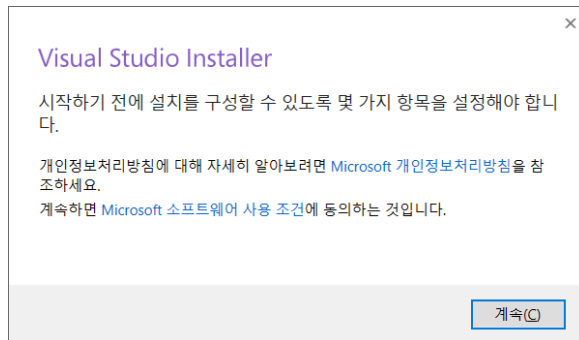 Visual Studio Installer
시작하기 전에 설치를 구성할 수 있도록 몇 가지 항목을 설정해야 합니
다.
개인정보처리방침에 대해 자세히 알아보려면 Microsoft 개인정보처리방침을 참
조하세요.
계속하면 Microsoft 소프트웨어 사용 조건에 동의하는 것입니다.
계속(C)